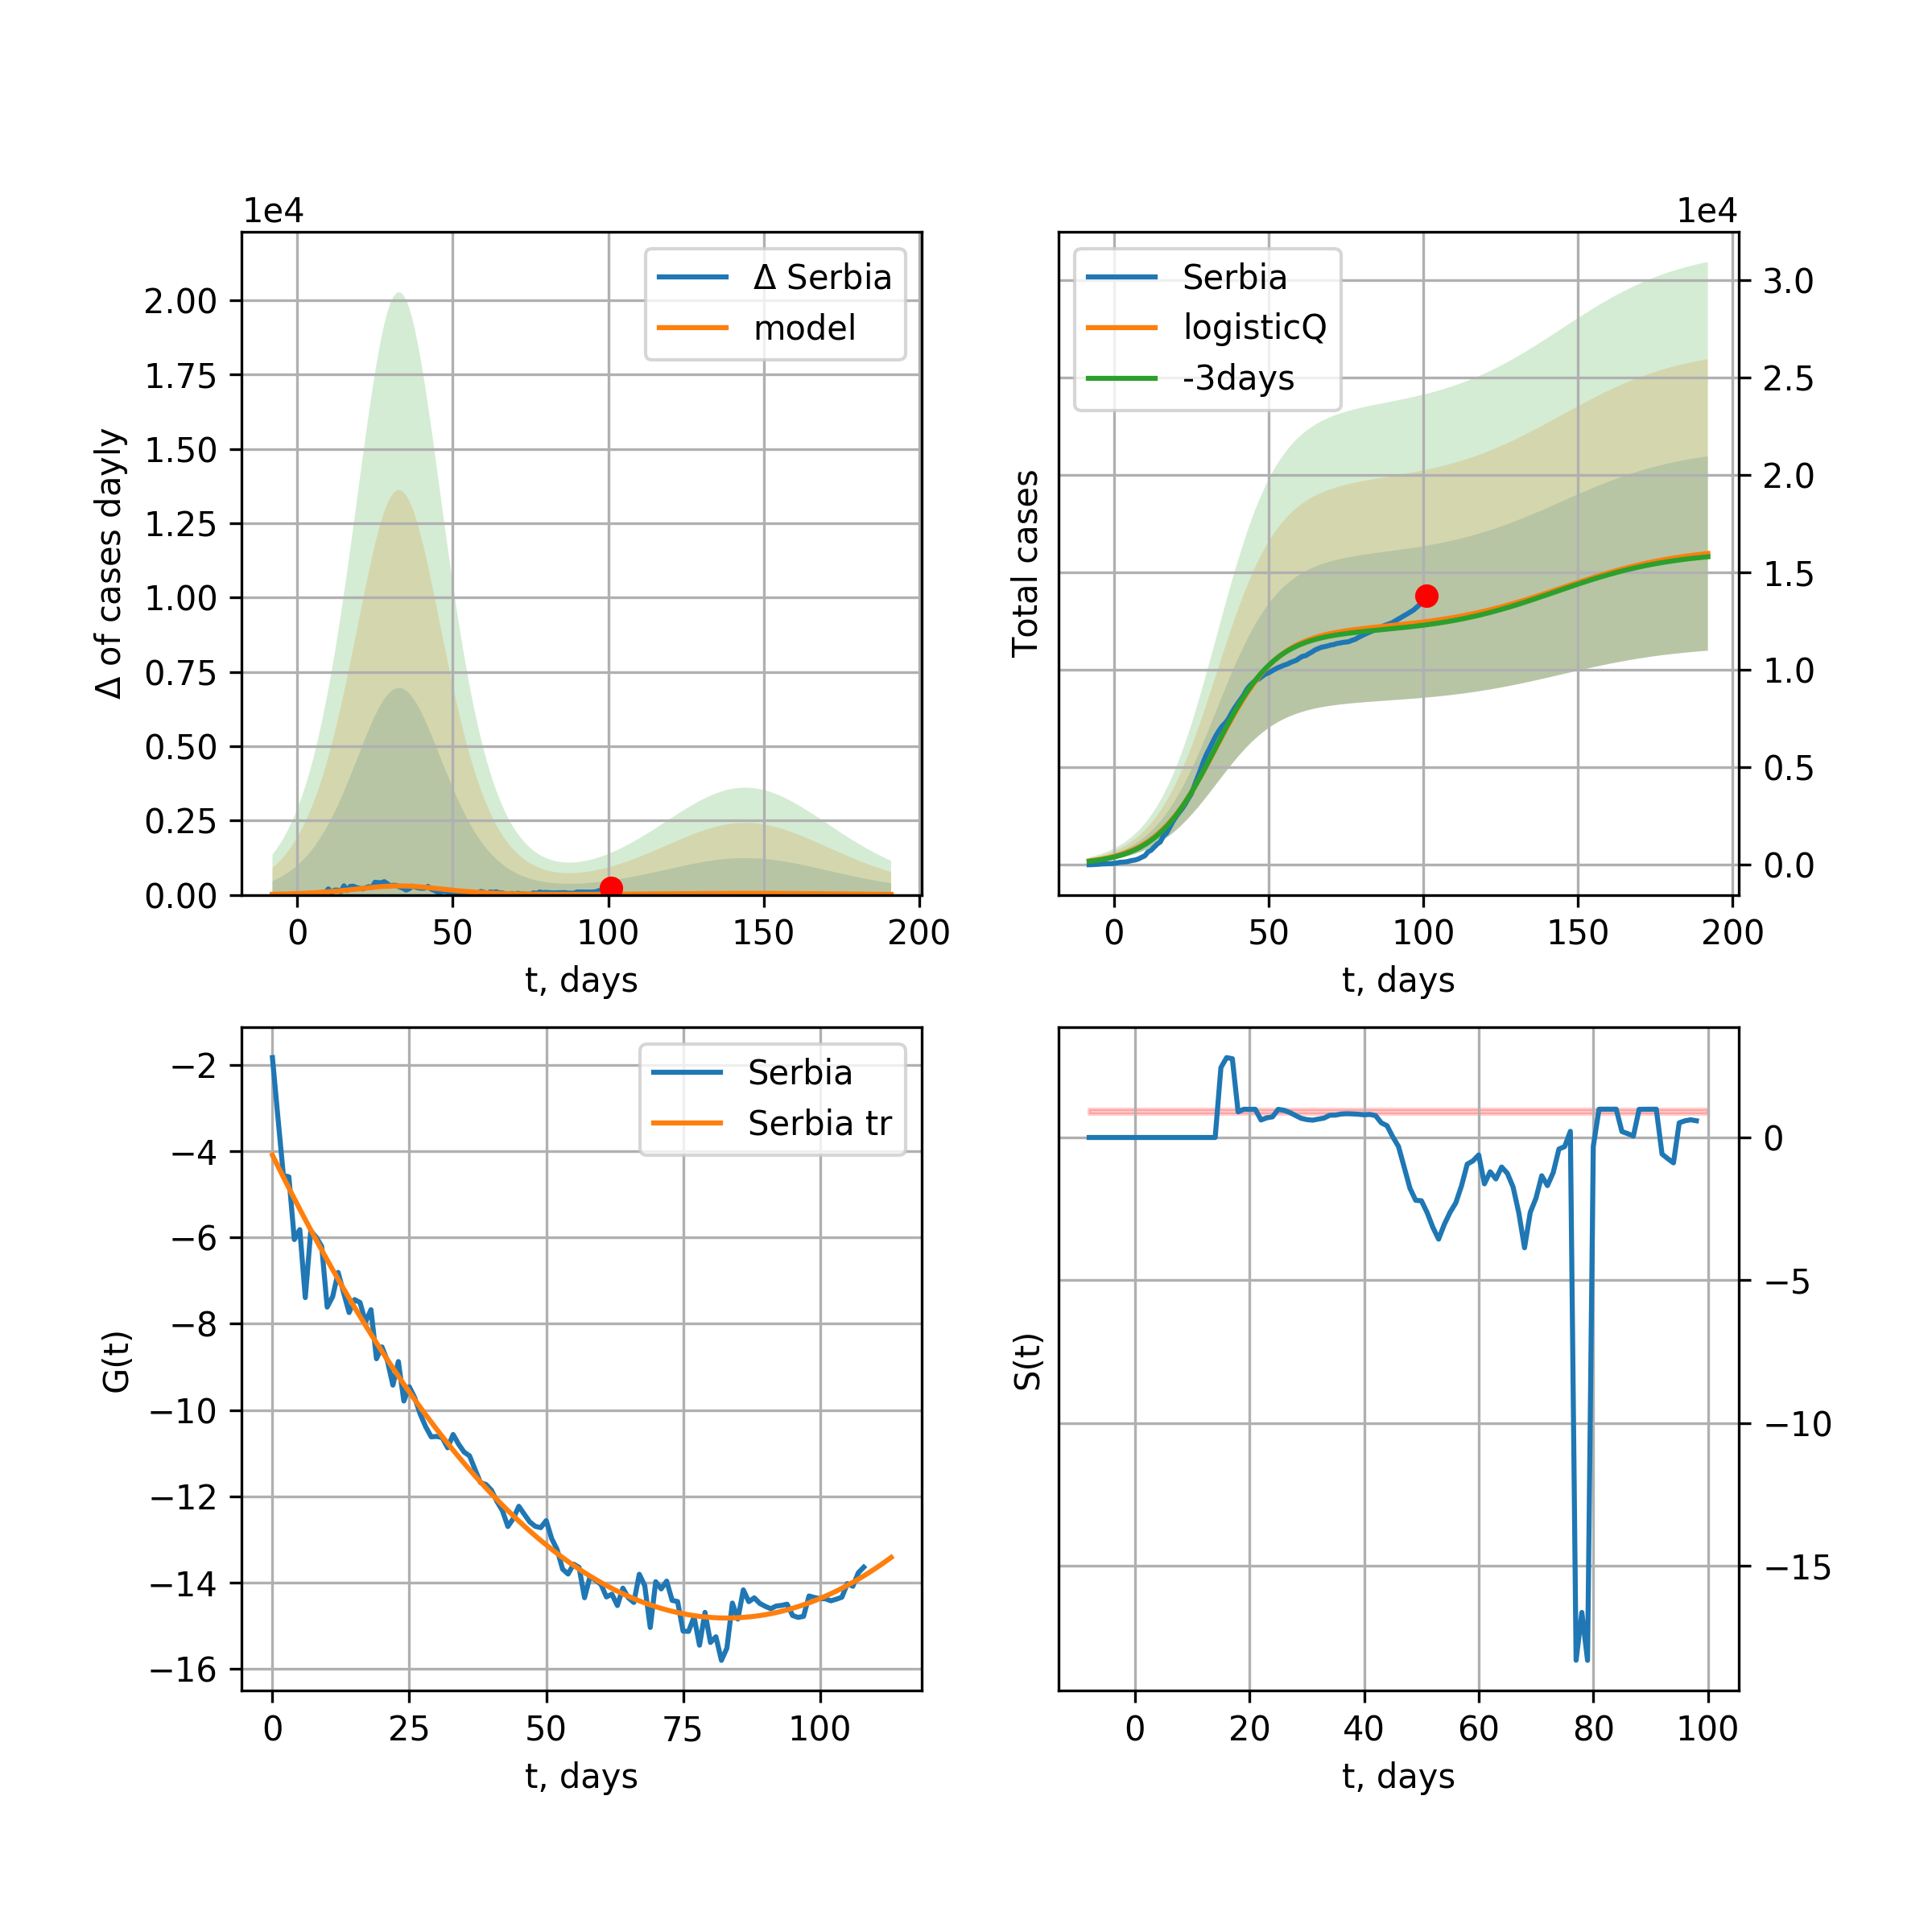 1e4
Δ of cases dayly
2.00
1.75
1.50
1.25
1.00
0.75
0.50
0.25
0.00
0 50 100 150 200
t, days
Δ Serbia
model
1e4
Total cases
Serbia
logisticQ
-3days
3.0
2.5
2.0
1.5
1.0
0.5
0.0
0 50 100 150 200
t, days
G(t)
−2
−4
−6
−8
−10
−12
−14
−16
0 25 50 75 100
t, days
Serbia
Serbia tr
S(t)
0
−5
−10
−15
0 20 40 60 80 100
t, days